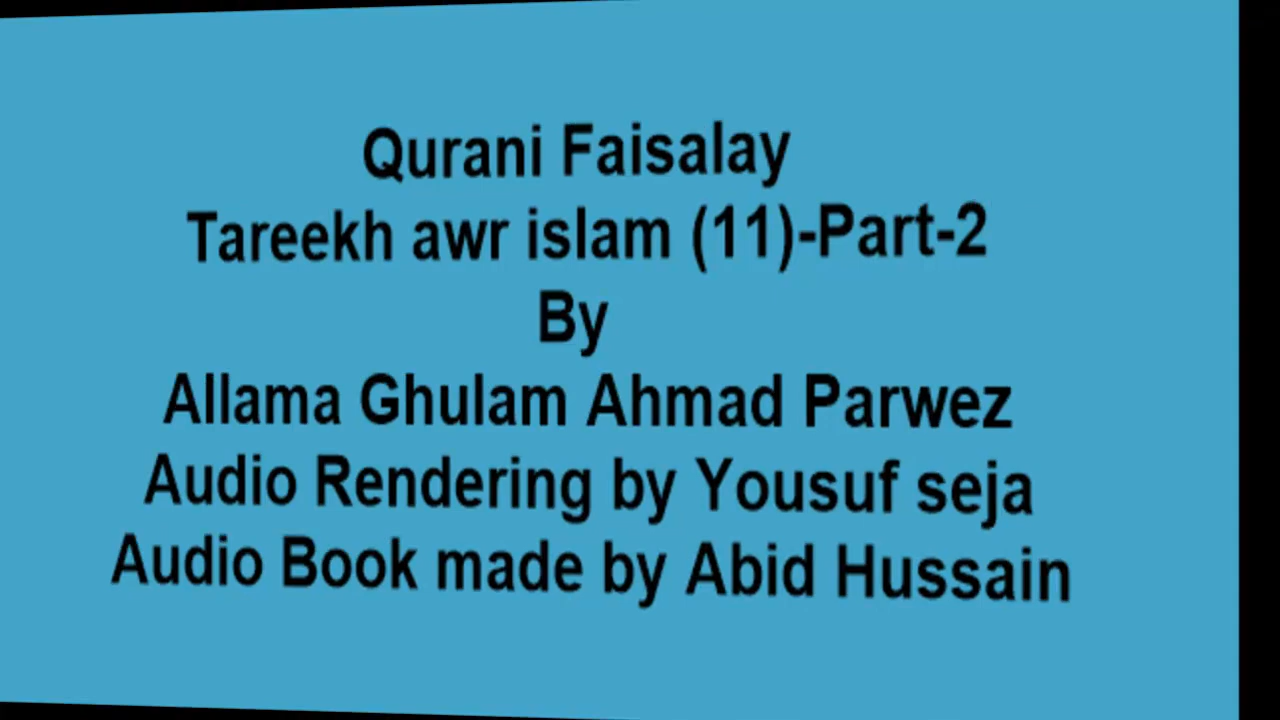 Qurani Faisalay
Tareekh awr islam (11)-Part-2
By
Allama Ghulam Ahmad Parwez
Audio Rendering by Yousuf seja
Audio Book made by Abid Hussain